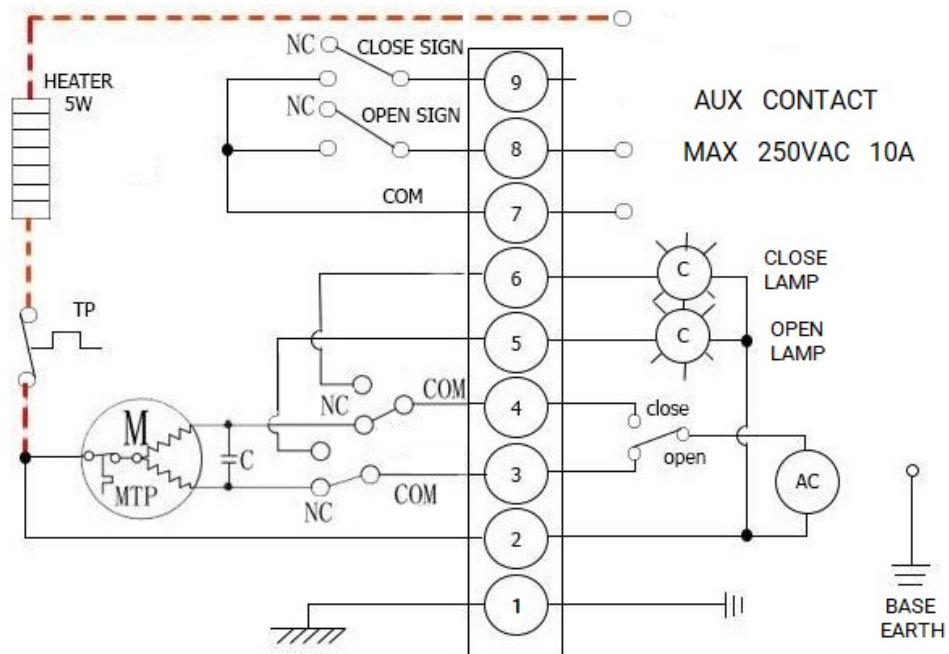 NC
CLOSE SIGN
HEATER
5W
9
NC
OPEN SIGN
AUX CONTACT
8
MAX 250VAC 10A
COM
7
6
C
CLOSE
LAMP
TP
5
C
OPEN
LAMP
COM
NC
4
close
M
C
open
MTP
NC
COM
3
AC
2
1
BASE
EARTH